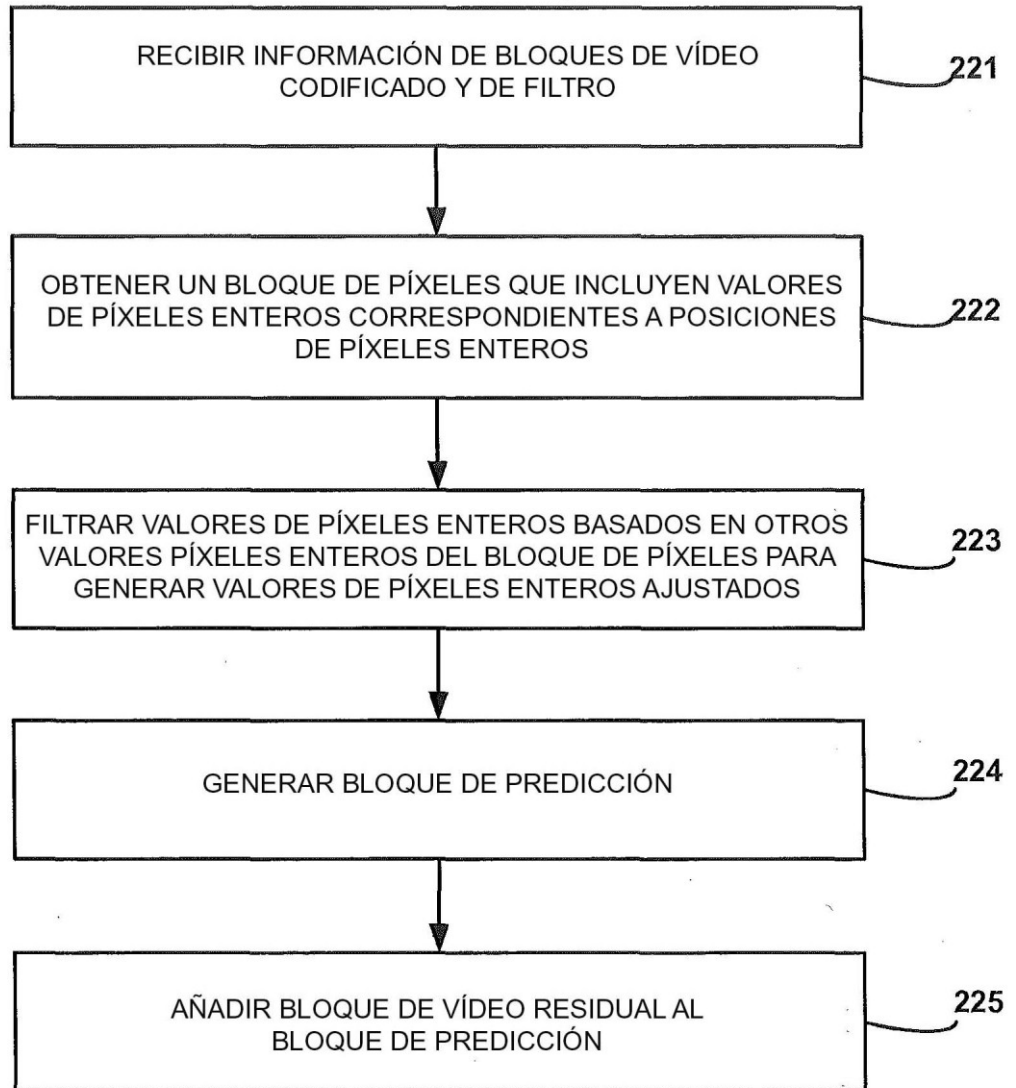 RECIBIR INFORMACIÓN DE BLOQUES DE VÍDEO
CODIFICADO Y DE FILTRO
221
OBTENER UN BLOQUE DE PÍXELES QUE INCLUYEN VALORES
DE PÍXELES ENTEROS CORRESPONDIENTES A POSICIONES
DE PÍXELES ENTEROS
222
FILTRAR VALORES DE PÍXELES ENTEROS BASADOS EN OTROS
VALORES PÍXELES ENTEROS DEL BLOQUE DE PÍXELES PARA
GENERAR VALORES DE PÍXELES ENTEROS AJUSTADOS
223
GENERAR BLOQUE DE PREDICCIÓN
224
AÑADIR BLOQUE DE VÍDEO RESIDUAL AL
BLOQUE DE PREDICCIÓN
225